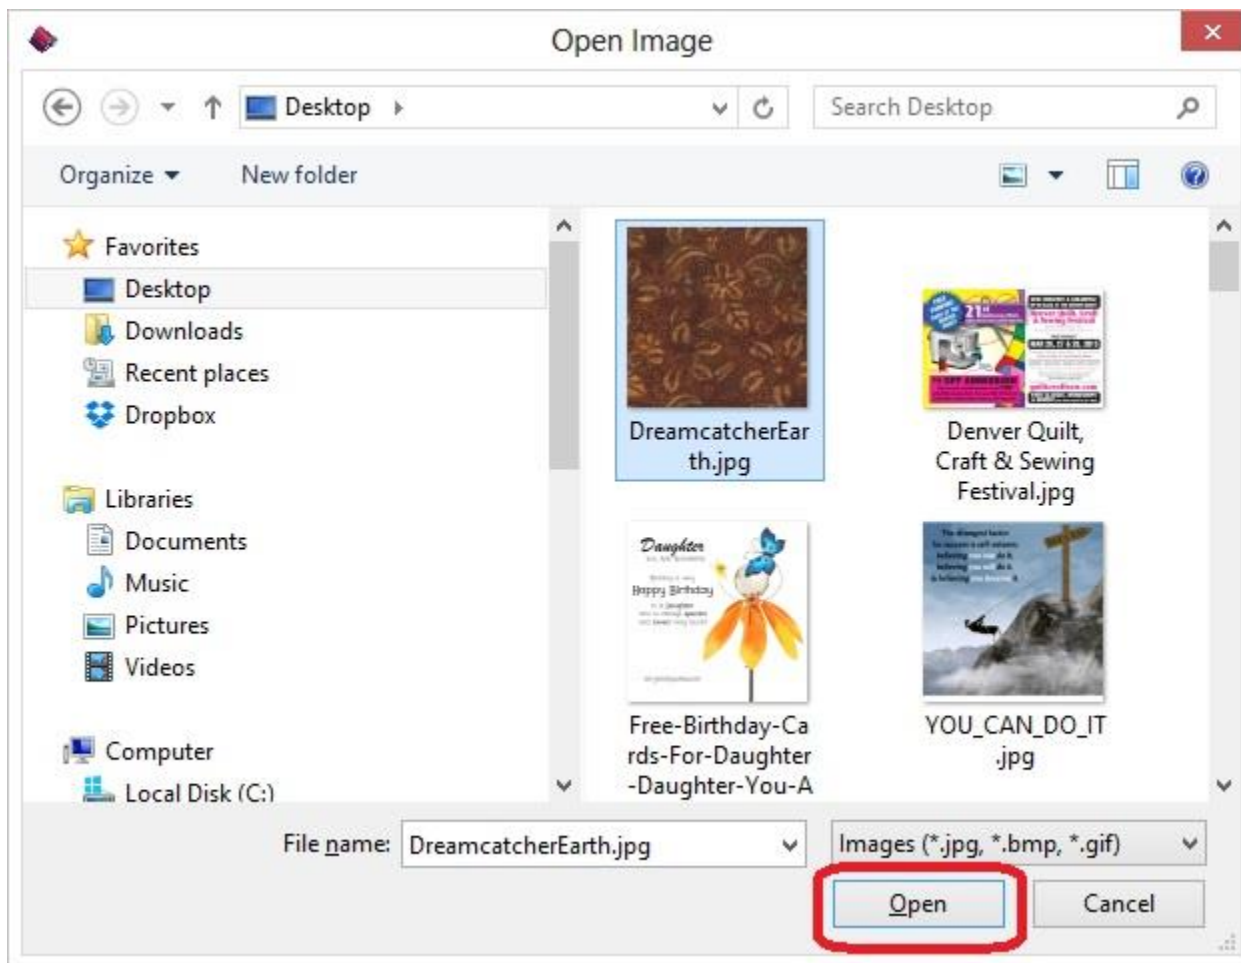 Open Image
Desktop
Search Desktop
Organize
New folder
Favorites
Desktop
Downloads
Recent places
Dropbox
Libraries
Documents
Music
Pictures
Videos
Computer
Local Disk (C:)
DreamcatcherEar
th.jpg
21st
Denver Quilt,
Craft & Sewing
Festival.jpg
Daughter
Happy Birthday
Free-Birthday-Ca
rds-For-Daughter
-Daughter-You-A
YOU_CAN_DO_IT
.jpg
File name:
DreamcatcherEarth.jpg
Images (*.jpg, *.bmp, *.gif)
Open
Cancel